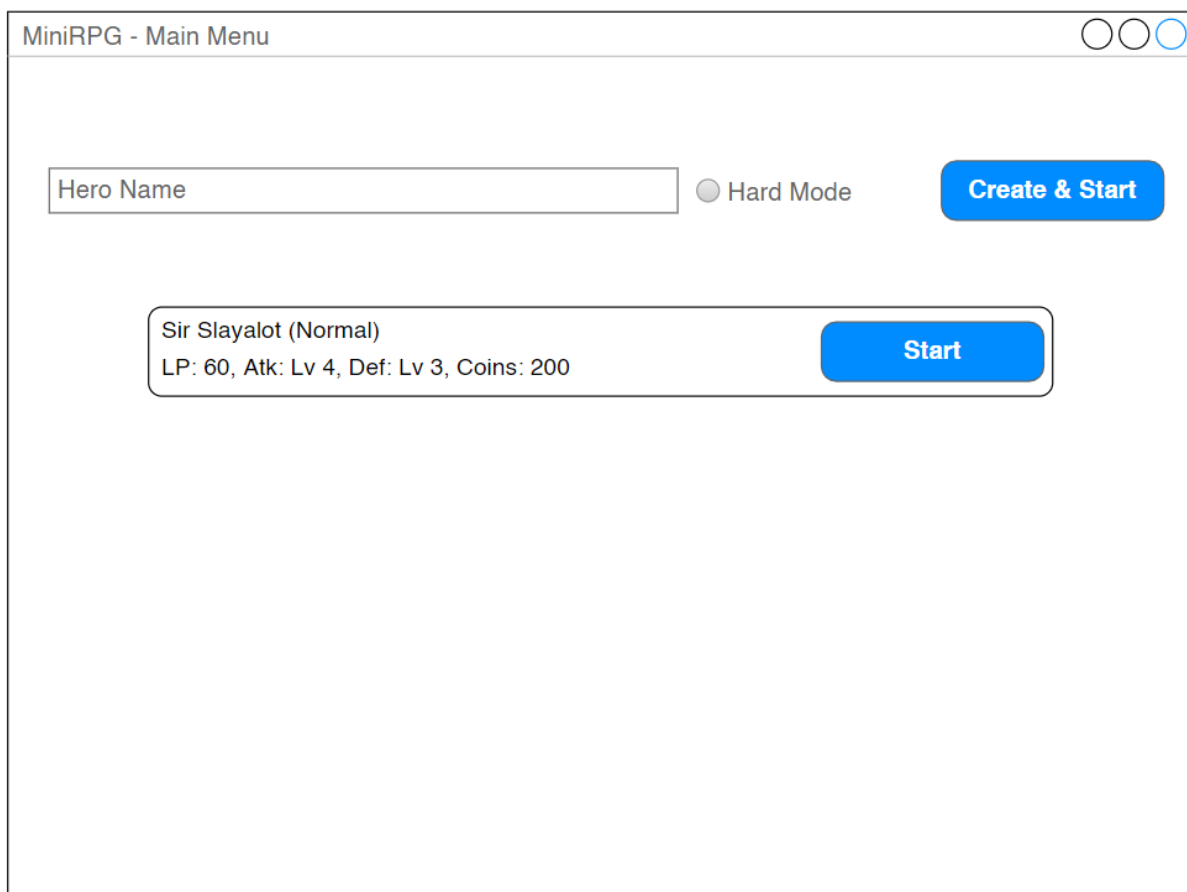 MiniRPG - Main Menu
Hero Name
Hard Mode
Create & Start
Sir Slayalot (Normal)
LP: 60, Atk: Lv 4, Def: Lv 3, Coins: 200
Start